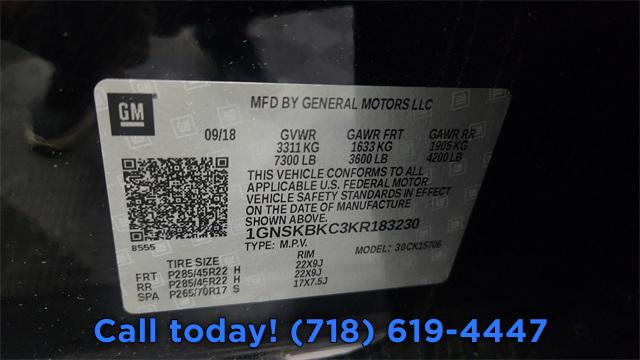 GM
MFD BY GENERAL MOTORS LLC
09/18 GVWR GAWR FRT GAWR RR
3311 KG 1633 KG 1905 KG
7300 LB 3600 LB 4200 LB
THIS VEHICLE CONFORMS TO ALL
APPLICABLE U.S. FEDERAL MOTOR
VEHICLE SAFETY STANDARDS IN EFFECT
ON THE DATE OF MANUFACTURE
SHOWN ABOVE.
1GNSKBKC3KR183230
8555 TYPE: M.P.V. MODEL: 30CK15706
TIRE SIZE RIM
FRT P285/45R22 H 22X9J
RR P285/45R22 H 22X9J
SPA P265/70R17 S 17X7.5J
Call today! (718) 619-4447